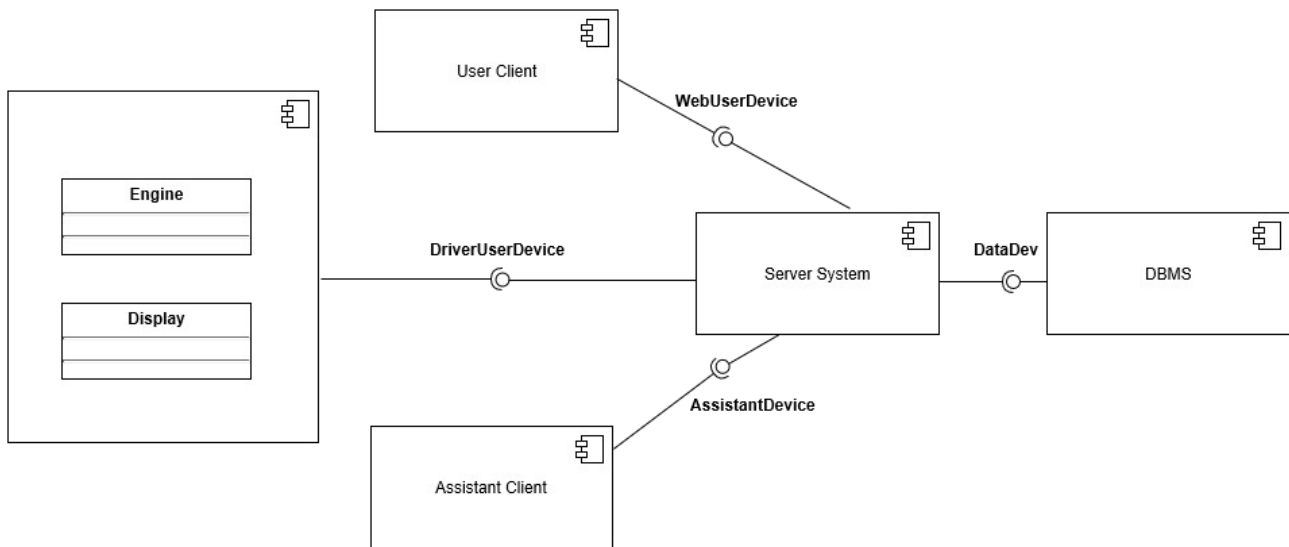 User Client
WebUserDevice
Engine
DriverUserDevice
DataDev
Server System
DBMS
Display
AssistantDevice
Assistant Client